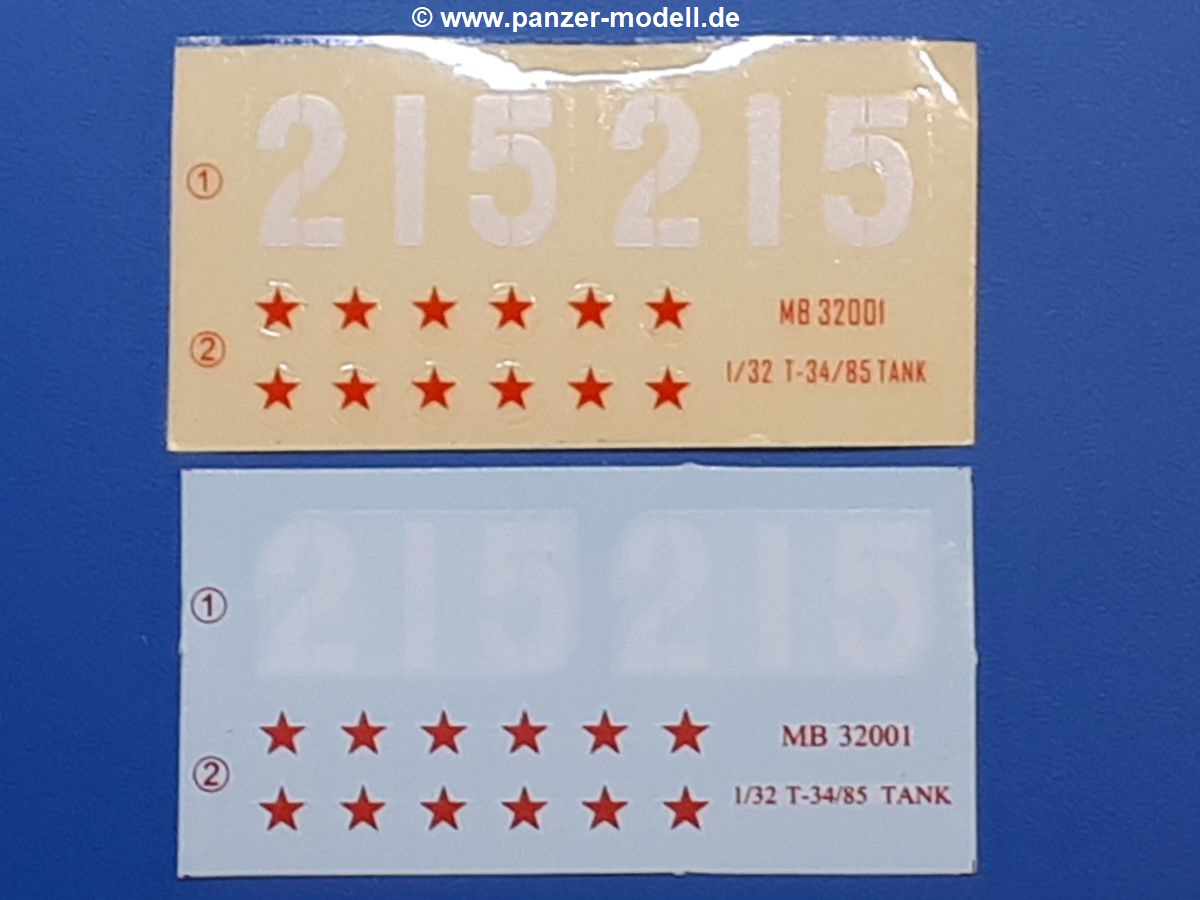 © www.panzer-modell.de
① 215 215
② MB 32001
1/32 T-34/85 TANK
① 215 215
② MB 32001
1/32 T-34/85 TANK